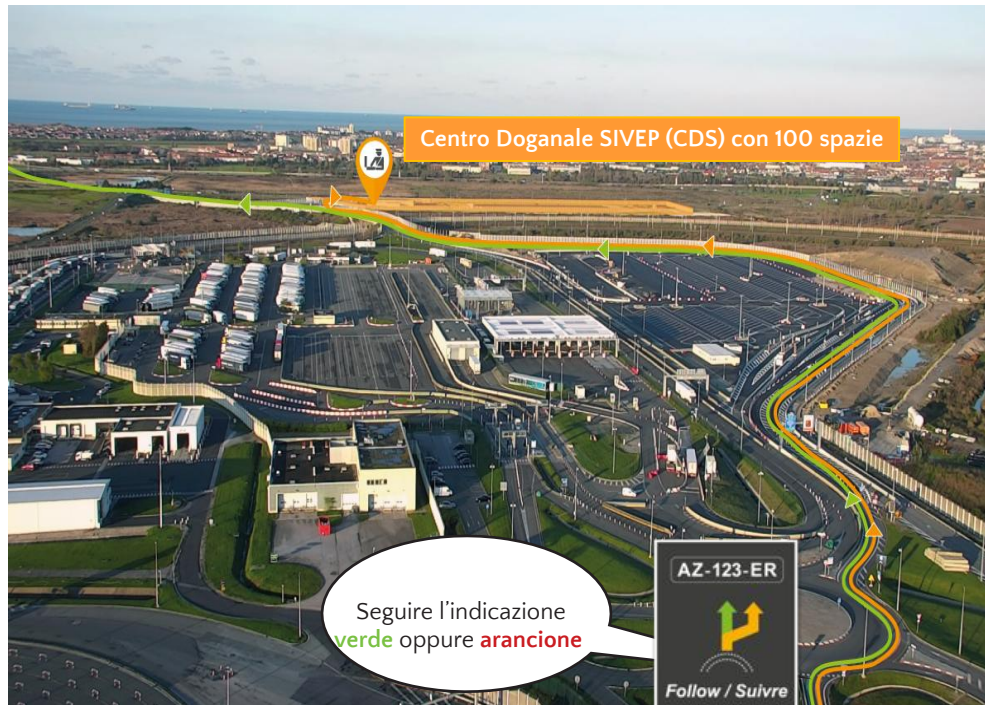 Centro Doganale SIVEP (CDS) con 100 spazie
Seguire l'indicazione
verde oppure arancione
AZ-123-ER
Follow / Suivre